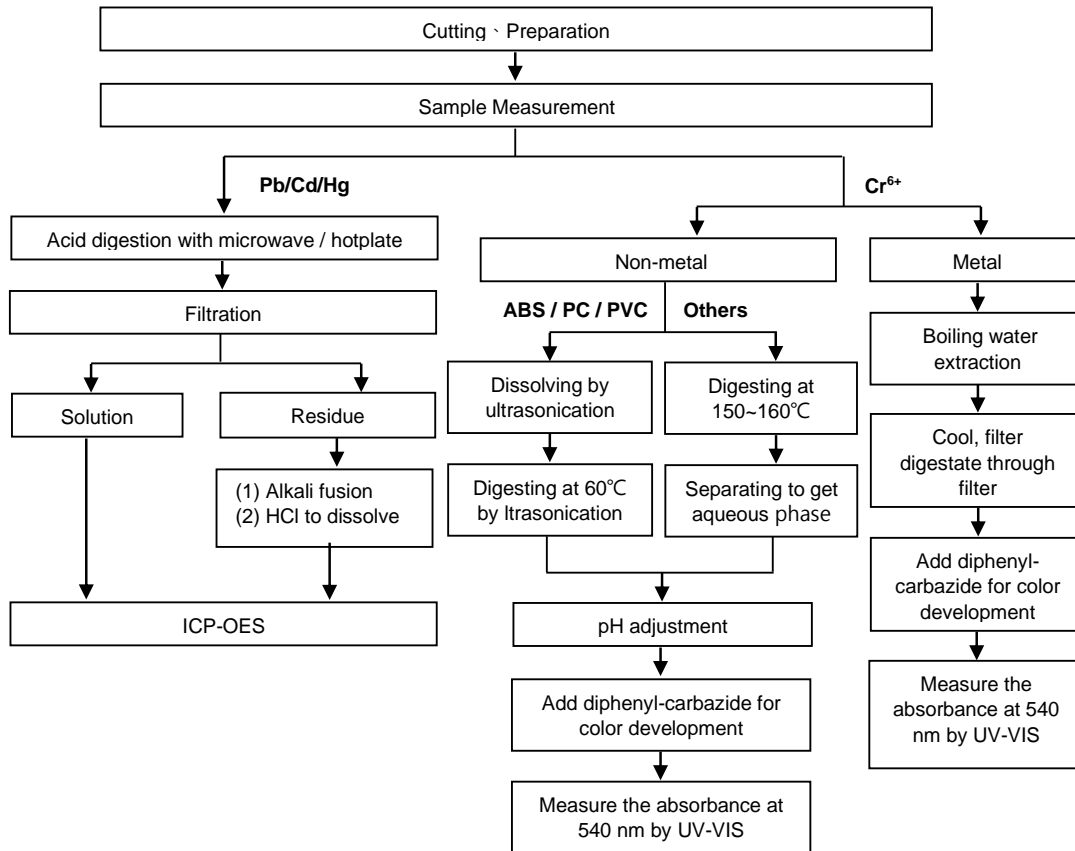 Cutting、Preparation
Sample Measurement
Pb/Cd/Hg
Cr6+
Acid digestion with microwave / hotplate
Filtration
Solution
Residue
(1) Alkali fusion
(2) HCl to dissolve
ICP-OES
Non-metal
ABS / PC / PVC
Others
Dissolving by
ultrasonication
Digesting at
150~160℃
Digesting at 60℃
by ltrasonication
Separating to get
aqueous phase
pH adjustment
Add diphenyl-carbazide for
color development
Measure the absorbance at
540 nm by UV-VIS
Metal
Boiling water
extraction
Cool, filter
digestate through
filter
Add diphenyl-
carbazide for color
development
Measure the
absorbance at 540
nm by UV-VIS